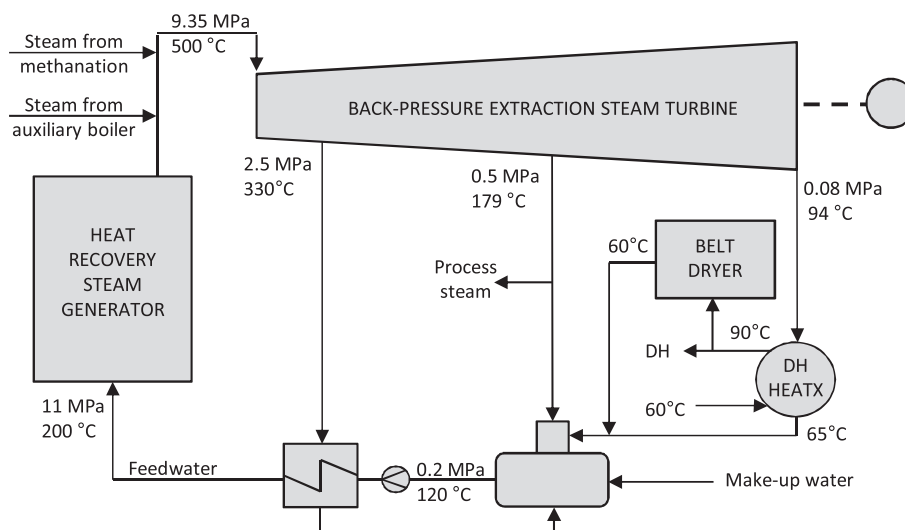 9.35 MPa
500 °C
Steam from
methanation
Steam from
auxiliary boiler
BACK-PRESSURE EXTRACTION STEAM TURBINE
2.5 MPa
330°C
0.5 MPa
179 °C
0.08 MPa
94 °C
HEAT
RECOVERY
STEAM
GENERATOR
60°C
BELT
DRYER
Process
steam
90°C
DH
DH
HEATX
60°C
65°C
11 MPa
200 °C
Feedwater
0.2 MPa
120 °C
Make-up water